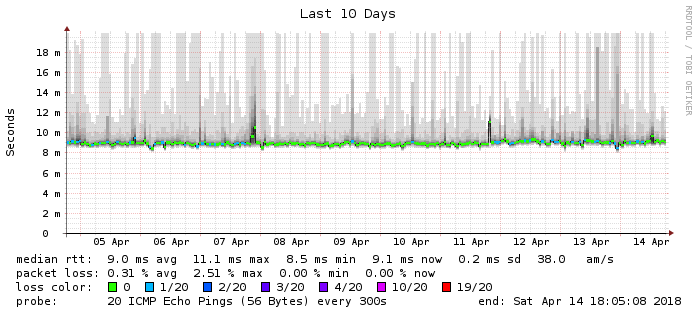 Last 10 Days
RRDTOOL / TOBI OETIKER
Seconds
18 m
16 m
14 m
12 m
10 m
8 m
6 m
4 m
2 m
0
05 Apr 06 Apr 07 Apr 08 Apr 09 Apr 10 Apr 11 Apr 12 Apr 13 Apr 14 Apr
median rtt: 9.0 ms avg 11.1 ms max 8.5 ms min 9.1 ms now 0.2 ms sd 38.0 am/s
packet loss: 0.31 % avg 2.51 % max 0.00 % min 0.00 % now
loss color: 0 1/20 2/20 3/20 4/20 10/20 19/20
probe: 20 ICMP Echo Pings (56 Bytes) every 300s end: Sat Apr 14 18:05:08 2018